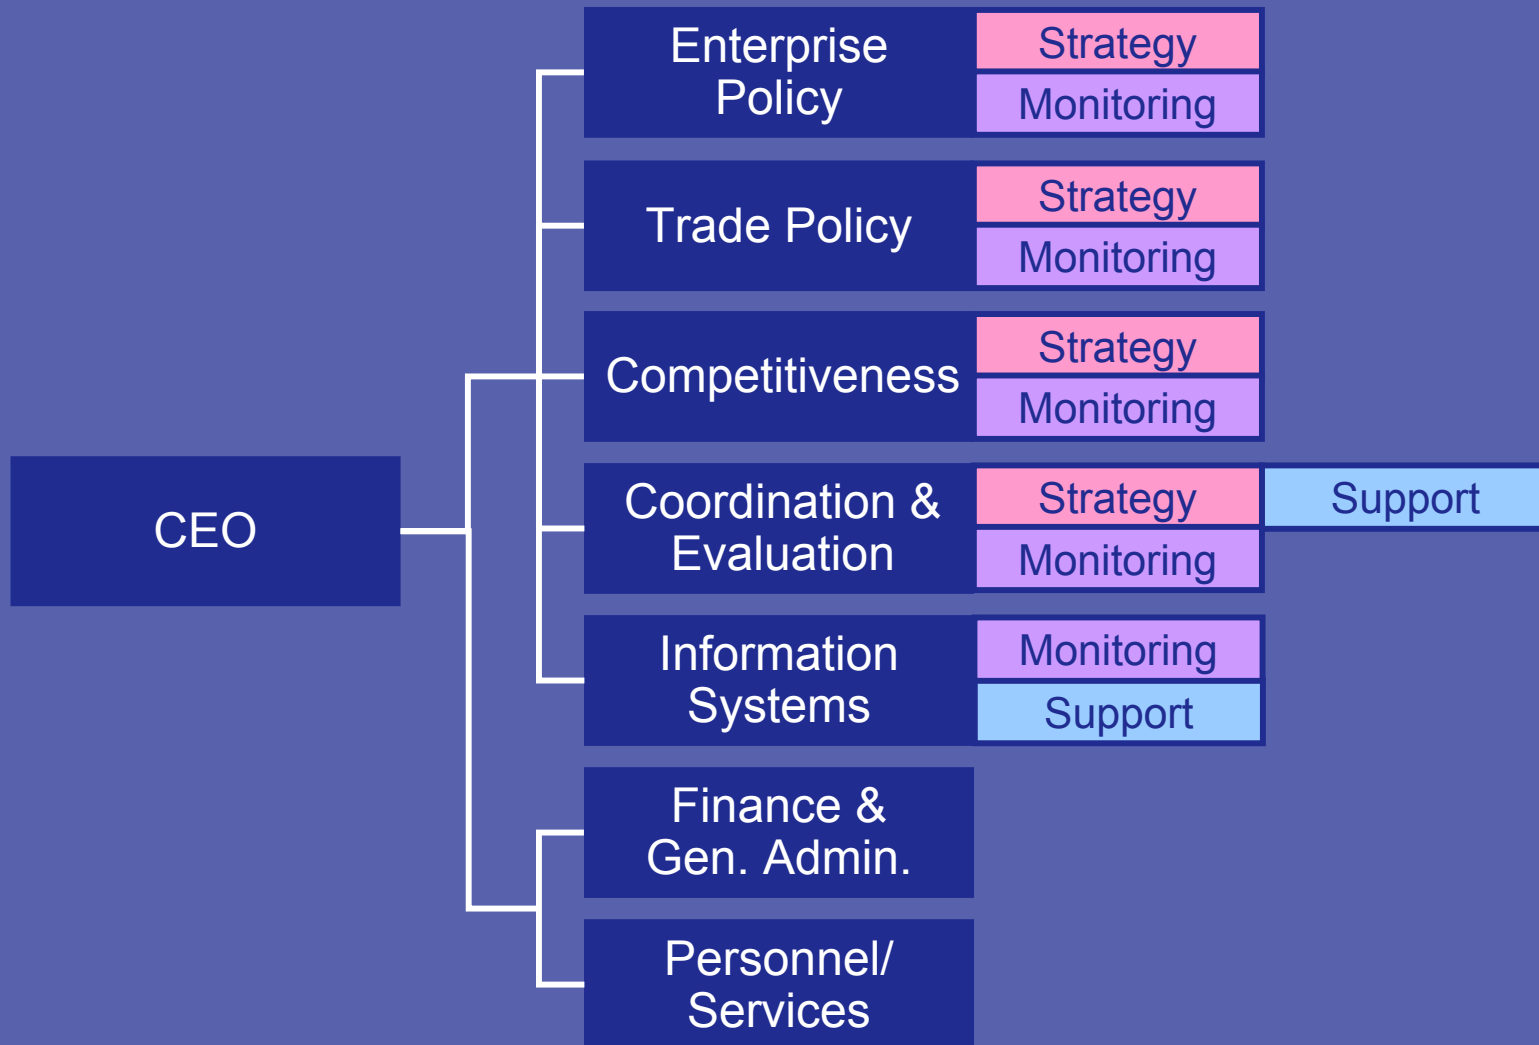 Enterprise
Policy
Strategy
Monitoring
Trade Policy
Strategy
Monitoring
Competitiveness
Strategy
Monitoring
CEO
Coordination &
Evaluation
Strategy
Support
Monitoring
Information
Systems
Monitoring
Support
Finance &
Gen. Admin.
Personnel/
Services